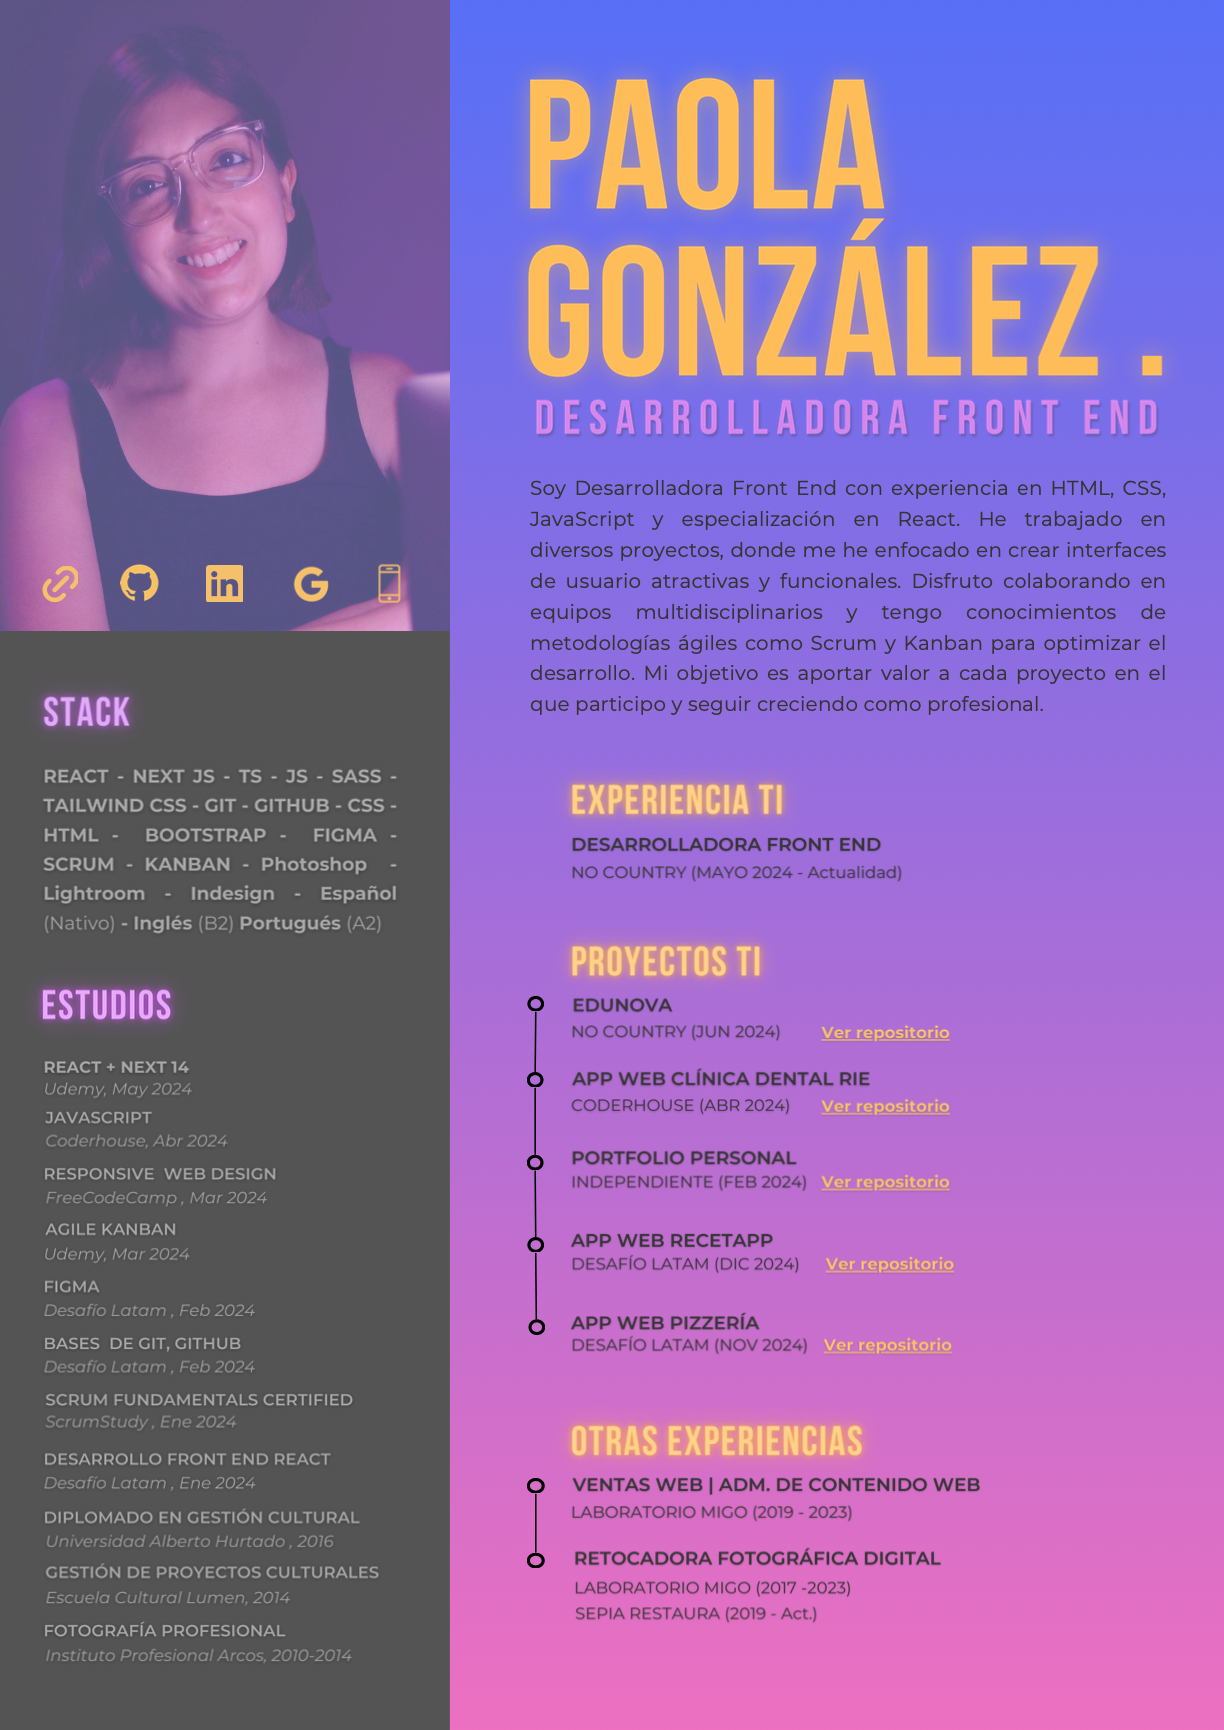 PAOLA
GONZÁLEZ .
DESARROLLADORA FRONT END
Soy Desarrolladora Front End con experiencia en HTML, CSS,
JavaScript y especialización en React. He trabajado en
diversos proyectos, donde me he enfocado en crear interfaces
de usuario atractivas y funcionales. Disfruto colaborando en
equipos multidisciplinarios y tengo conocimientos de
metodologías ágiles como Scrum y Kanban para optimizar el
desarrollo. Mi objetivo es aportar valor a cada proyecto en el
que participo y seguir creciendo como profesional.
STACK
REACT - NEXT JS - TS - JS - SASS -
TAILWIND CSS - GIT - GITHUB - CSS -
HTML - BOOTSTRAP - FIGMA -
SCRUM - KANBAN - Photoshop -
Lightroom - Indesign - Español
(Nativo) - Inglés (B2) Portugués (A2)
ESTUDIOS
REACT + NEXT 14
Udemy, May 2024
JAVASCRIPT
Coderhouse, Abr 2024
RESPONSIVE WEB DESIGN
FreeCodeCamp , Mar 2024
AGILE KANBAN
Udemy, Mar 2024
FIGMA
Desafío Latam , Feb 2024
BASES DE GIT, GITHUB
Desafío Latam , Feb 2024
SCRUM FUNDAMENTALS CERTIFIED
ScrumStudy , Ene 2024
DESARROLLO FRONT END REACT
Desafío Latam , Ene 2024
DIPLOMADO EN GESTIÓN CULTURAL
Universidad Alberto Hurtado , 2016
GESTIÓN DE PROYECTOS CULTURALES
Escuela Cultural Lumen, 2014
FOTOGRAFÍA PROFESIONAL
Instituto Profesional Arcos, 2010-2014
EXPERIENCIA TI
DESARROLLADORA FRONT END
NO COUNTRY (MAYO 2024 - Actualidad)
PROYECTOS TI
EDUNOVA
NO COUNTRY (JUN 2024) Ver repositorio
APP WEB CLÍNICA DENTAL RIE
CODERHOUSE (ABR 2024) Ver repositorio
PORTFOLIO PERSONAL
INDEPENDIENTE (FEB 2024) Ver repositorio
APP WEB RECETAPP
DESAFÍO LATAM (DIC 2024) Ver repositorio
APP WEB PIZZERÍA
DESAFÍO LATAM (NOV 2024) Ver repositorio
OTRAS EXPERIENCIAS
VENTAS WEB | ADM. DE CONTENIDO WEB
LABORATORIO MIGO (2019 - 2023)
RETOCADORA FOTOGRÁFICA DIGITAL
LABORATORIO MIGO (2017 -2023)
SEPIA RESTAURA (2019 - Act.)